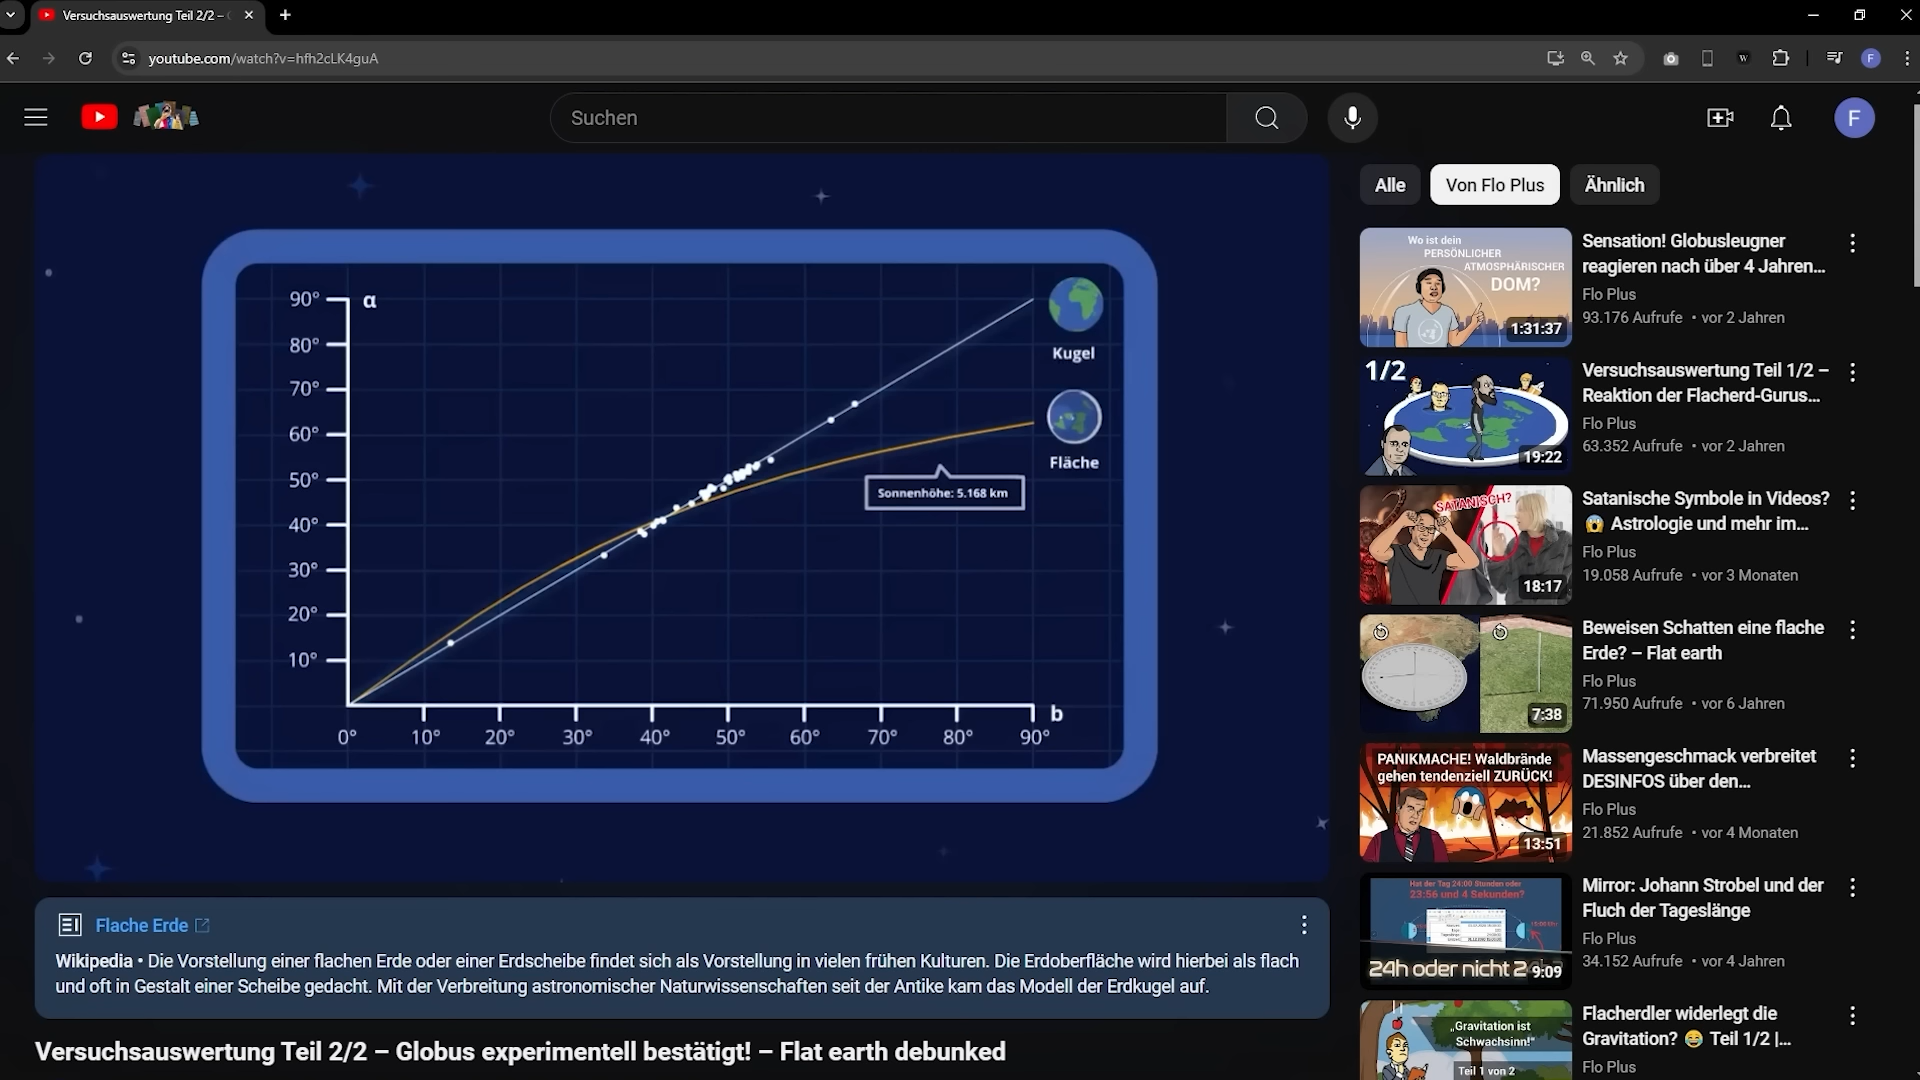 Versuchsauswertung Teil 2/2 –
youtube.com/watch?v=hfh2cLK4guA
W
F
Suchen
F
90°
α
80°
70°
60°
50°
40°
30°
20°
10°
Kugel
Fläche
Sonnenhöhe: 5.168 km
b
0°
10°
20°
30°
40°
50°
60°
70°
80°
90°
Flache Erde
Wikipedia • Die Vorstellung einer flachen Erde oder einer Erdscheibe findet sich als Vorstellung in vielen frühen Kulturen. Die Erdoberfläche wird hierbei als flach
und oft in Gestalt einer Scheibe gedacht. Mit der Verbreitung astronomischer Naturwissenschaften seit der Antike kam das Modell der Erdkugel auf.
Versuchsauswertung Teil 2/2 – Globus experimentell bestätigt! – Flat earth debunked
Alle
Von Flo Plus
Ähnlich
Wo ist dein
PERSÖNLICHER
ATMOSPHÄRISCHER
DOM?
1:31:37
Sensation! Globusleugner
reagieren nach über 4 Jahren...
Flo Plus
93.176 Aufrufe • vor 2 Jahren
1/2
19:22
Versuchsauswertung Teil 1/2 –
Reaktion der Flacherd-Gurus...
Flo Plus
63.352 Aufrufe • vor 2 Jahren
SATANISCH?
18:17
Satanische Symbole in Videos?
😱 Astrologie und mehr im...
Flo Plus
19.058 Aufrufe • vor 3 Monaten
7:38
Beweisen Schatten eine flache
Erde? – Flat earth
Flo Plus
71.950 Aufrufe • vor 6 Jahren
PANIKMACHE! Waldbrände
gehen tendenziell ZURÜCK!
13:51
Massengeschmack verbreitet
DESINFOS über den...
Flo Plus
21.852 Aufrufe • vor 4 Monaten
Hat der Tag 24:00 Stunden oder
23:56 und 4 Sekunden?
24h oder nicht 2
9:09
Mirror: Johann Strobel und der
Fluch der Tageslänge
Flo Plus
34.152 Aufrufe • vor 4 Jahren
„Gravitation ist
Schwachsinn!"
Teil 1 von 2
Flacherdler widerlegt die
Gravitation? 😂 Teil 1/2 |...
Flo Plus